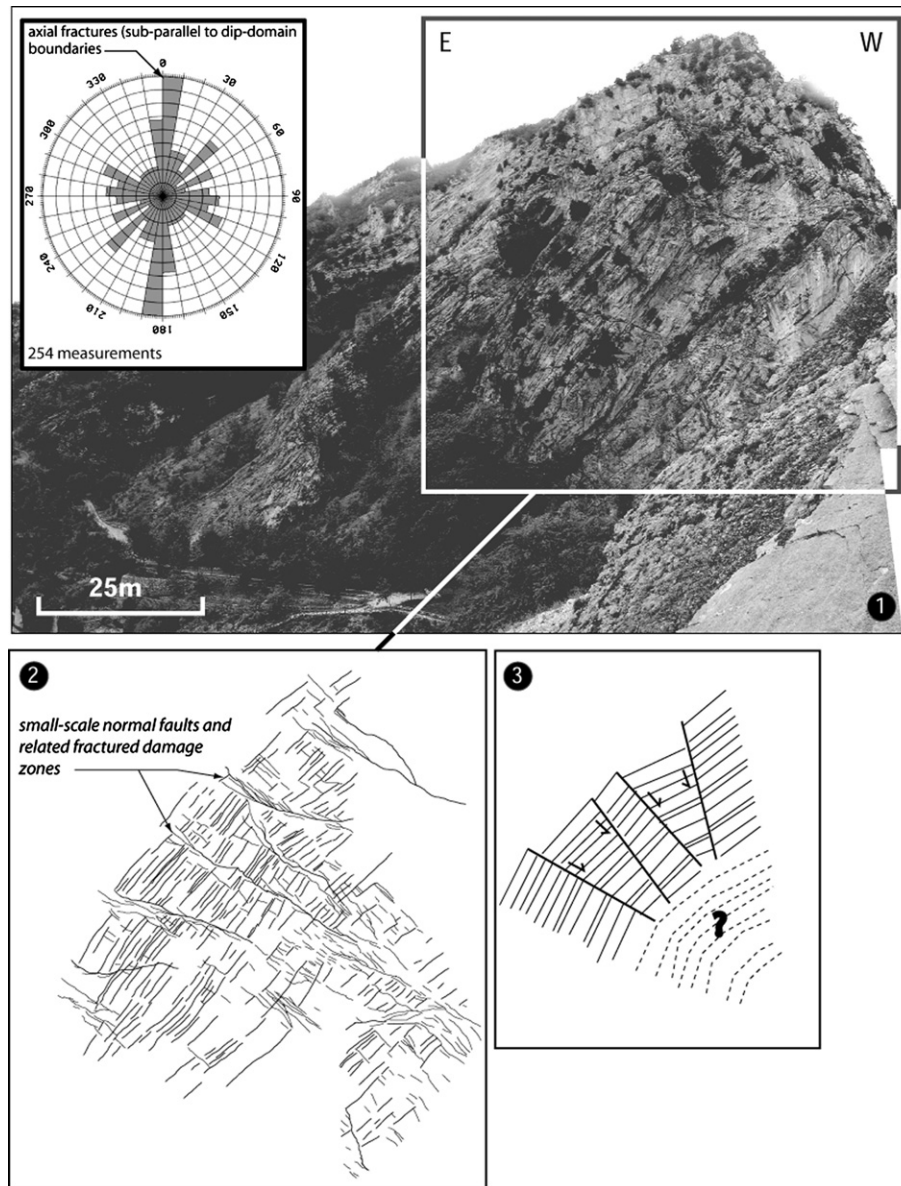 axial fractures (sub-parallel to dip-domain
boundaries
0
30
60
90
120
150
180
210
240
270
300
330
254 measurements
E
W
25m
1
2
small-scale normal faults and
related fractured damage
zones
3
?